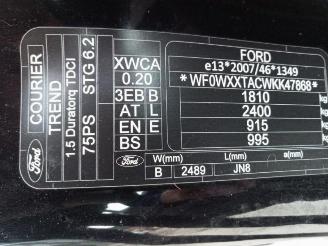 COURIER
TREND
1.5 Duratorq TDCI
75PS STG 6.2
Ford
XWCA
0.20
3EB B
AT L
EN E
BS
FORD
e13*2007/46*1349
*WF0WXXTACWKK47868*
1810 kg
2400 kg
915 kg
995 kg
Ford W(mm) a(mm) h(mm)
B 2489 JN8